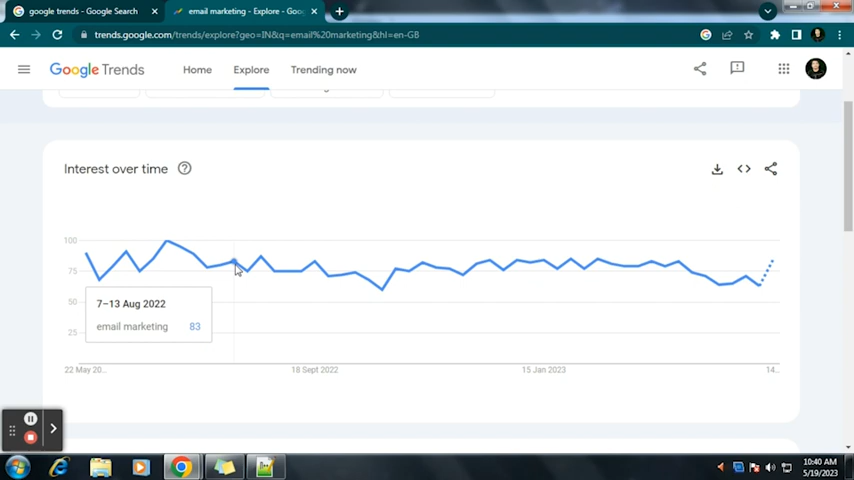 google trends - Google Search
email marketing - Explore - Goo
trends.google.com/trends/explore?geo=IN&q=email%20marketing&hl=en-GB
Google Trends
Home
Explore
Trending now
Interest over time
100
75
50
25
7–13 Aug 2022
email marketing 83
22 May 20...
18 Sept 2022
15 Jan 2023
14...
10:40 AM
5/19/2023